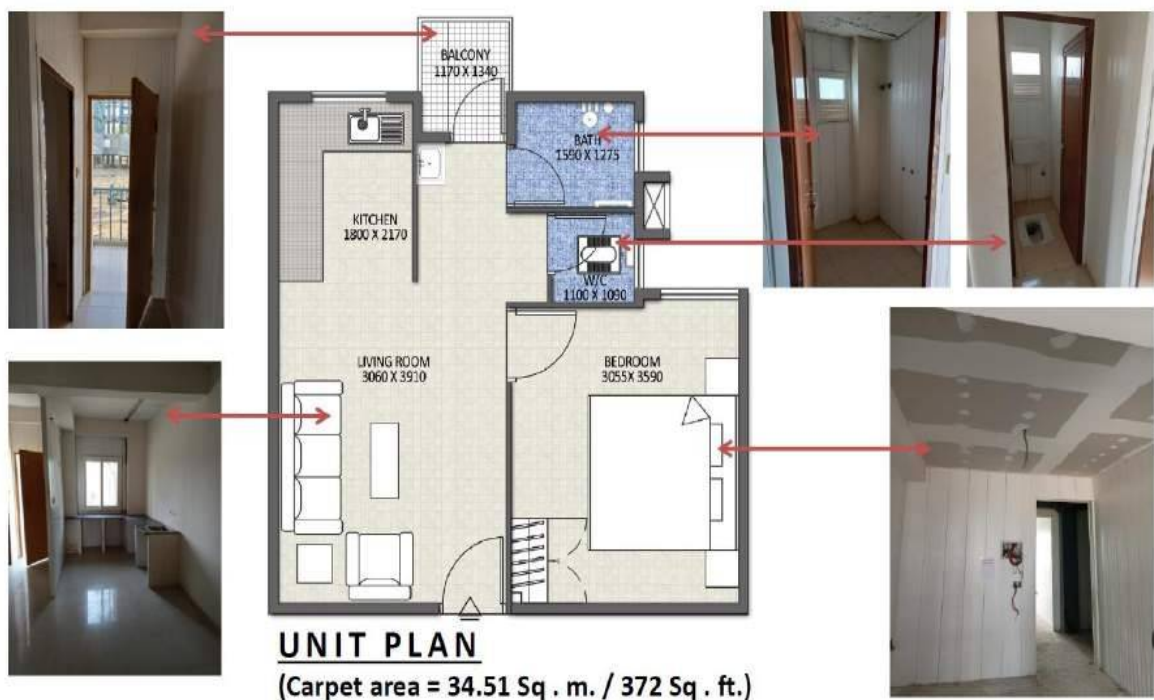 BALCONY
1170 X 1340
BATH
1590 X 1275
KITCHEN
1800 X 2170
W/C
1100 X 1090
LIVING ROOM
3060 X 3910
BEDROOM
3055X 3590
UNIT PLAN
(Carpet area = 34.51 Sq . m. / 372 Sq . ft.)